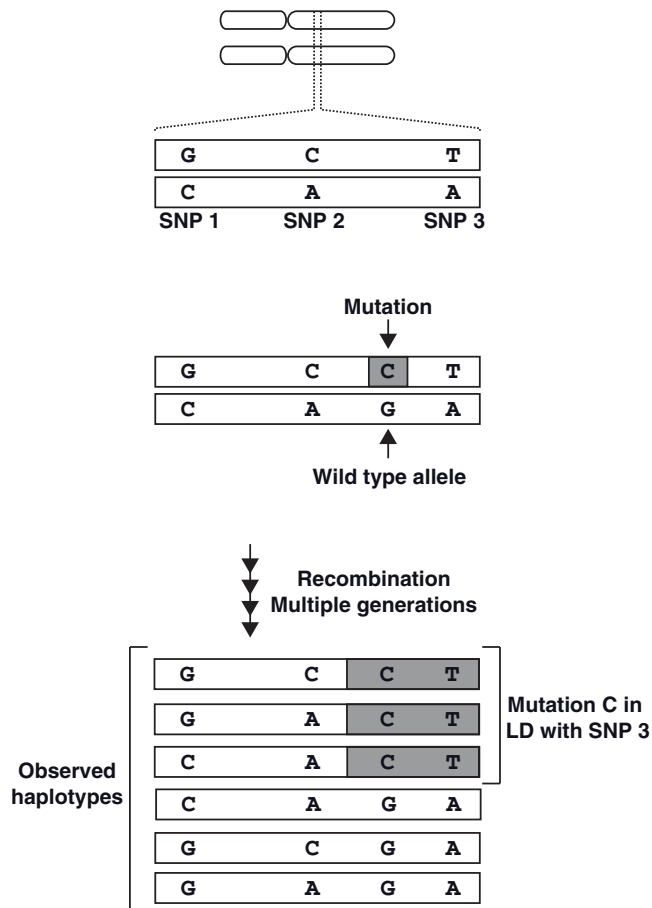 G C T
C A A
SNP 1 SNP 2 SNP 3
Mutation
G C C T
C A G A
Wild type allele
Recombination
Multiple generations
G C C T
G A C T
C A C T
Mutation C in
LD with SNP 3
Observed
haplotypes
C A G A
G C G A
G A G A